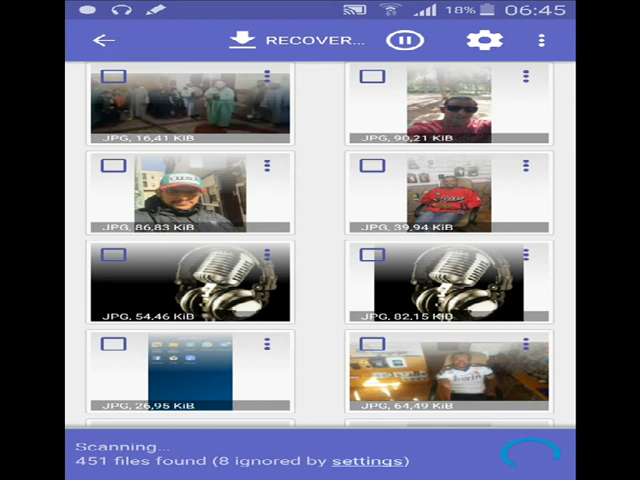 18% 06:45
RECOVER...
JPG, 16,41 KiB
JPG, 90,21 KiB
JPG, 86,83 KiB
JPG, 39,94 KiB
JPG, 54,46 KiB
JPG, 82,15 KiB
JPG, 26,95 KiB
JPG, 64,49 KiB
Scanning...
451 files found (8 ignored by settings)